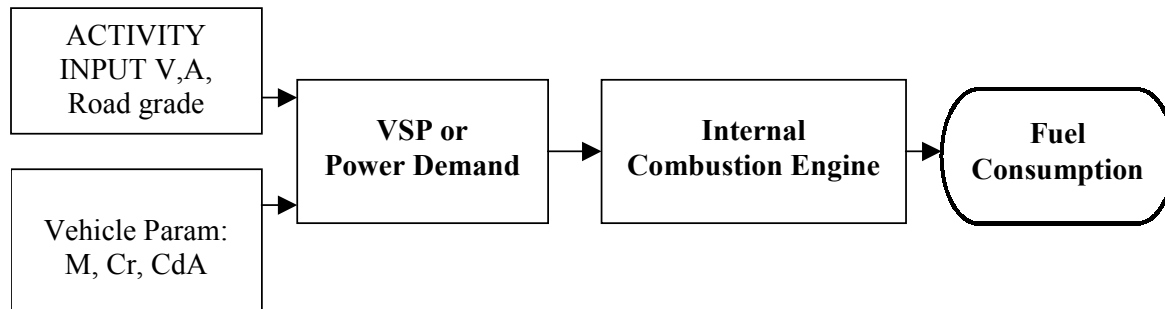 ACTIVITY
INPUT V,A,
Road grade
Vehicle Param:
M, Cr, CdA
VSP or
Power Demand
Internal
Combustion Engine
Fuel
Consumption